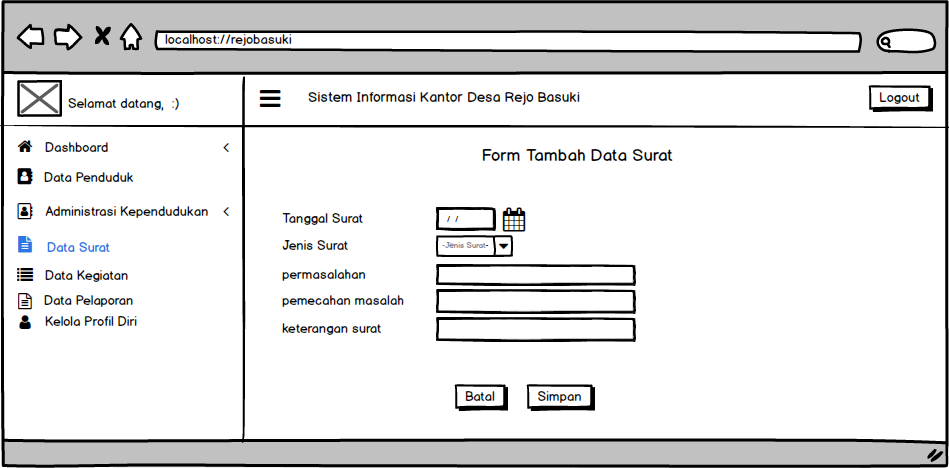 localhost://rejobasuki
Selamat datang, :)
Sistem Informasi Kantor Desa Rejo Basuki
Logout
Dashboard
Data Penduduk
Administrasi Kependudukan
Data Surat
Data Kegiatan
Data Pelaporan
Kelola Profil Diri
Form Tambah Data Surat
Tanggal Surat
/ /
Jenis Surat
-Jenis Surat-
permasalahan
pemecahan masalah
keterangan surat
Batal
Simpan